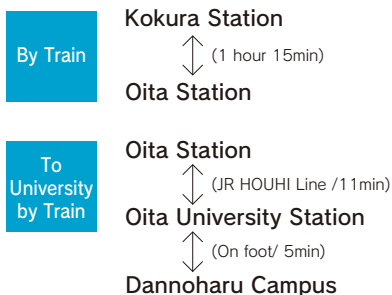 By Train
Kokura Station
(1 hour 15min)
Oita Station
To
University
by Train
Oita Station
(JR HOUHI Line /11min)
Oita University Station
(On foot/ 5min)
Dannoharu Campus